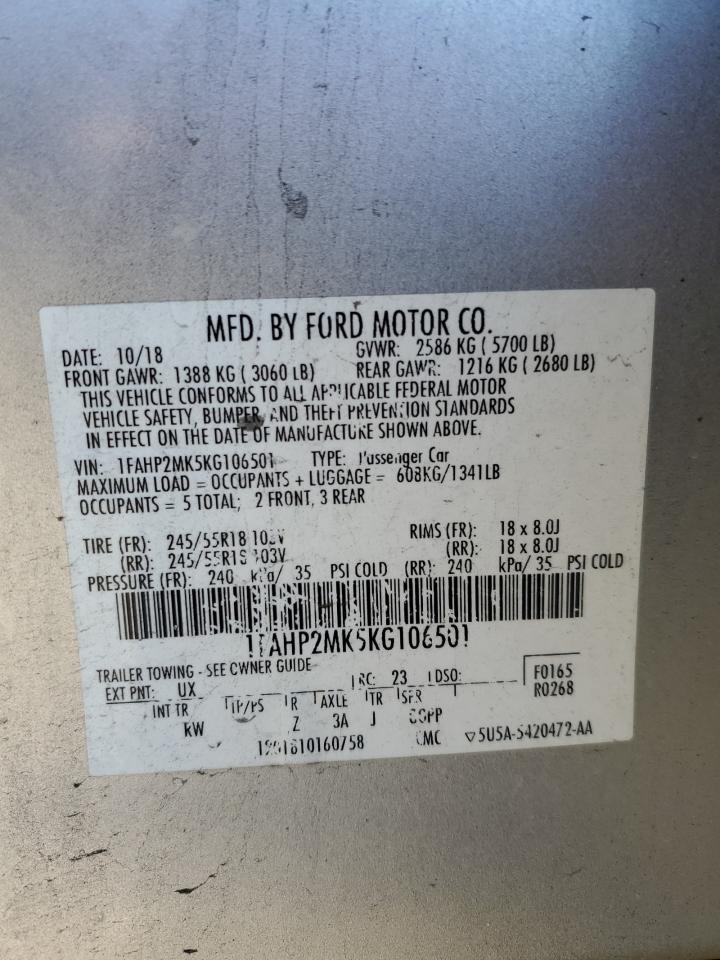 MFD. BY FORD MOTOR CO.
DATE: 10/18 GVWR: 2586 KG ( 5700 LB)
FRONT GAWR: 1388 KG ( 3060 LB) REAR GAWR: 1216 KG ( 2680 LB)
THIS VEHICLE CONFORMS TO ALL APPLICABLE FEDERAL MOTOR
VEHICLE SAFETY, BUMPER, AND THEFT PREVENTION STANDARDS
IN EFFECT ON THE DATE OF MANUFACTURE SHOWN ABOVE.
VIN: 1FAHP2MK5KG106501 TYPE: Passenger Car
MAXIMUM LOAD = OCCUPANTS + LUGGAGE = 608KG/1341LB
OCCUPANTS = 5 TOTAL; 2 FRONT, 3 REAR
TIRE (FR): 245/55R18 103V RIMS (FR): 18 x 8.0J
(RR): 245/55R18 103V (RR): 18 x 8.0J
PRESSURE (FR): 240 kPa/ 35 PSI COLD (RR): 240 kPa/ 35 PSI COLD
1FAHP2MK5KG106501
TRAILER TOWING - SEE OWNER GUIDE
EXT PNT: UX RC: 23 DSO: F0165
R0268
INT TR TP/PS R AXLE TR SPR
kW Z 3A J
CMC ▽5U5A-5420472-AA